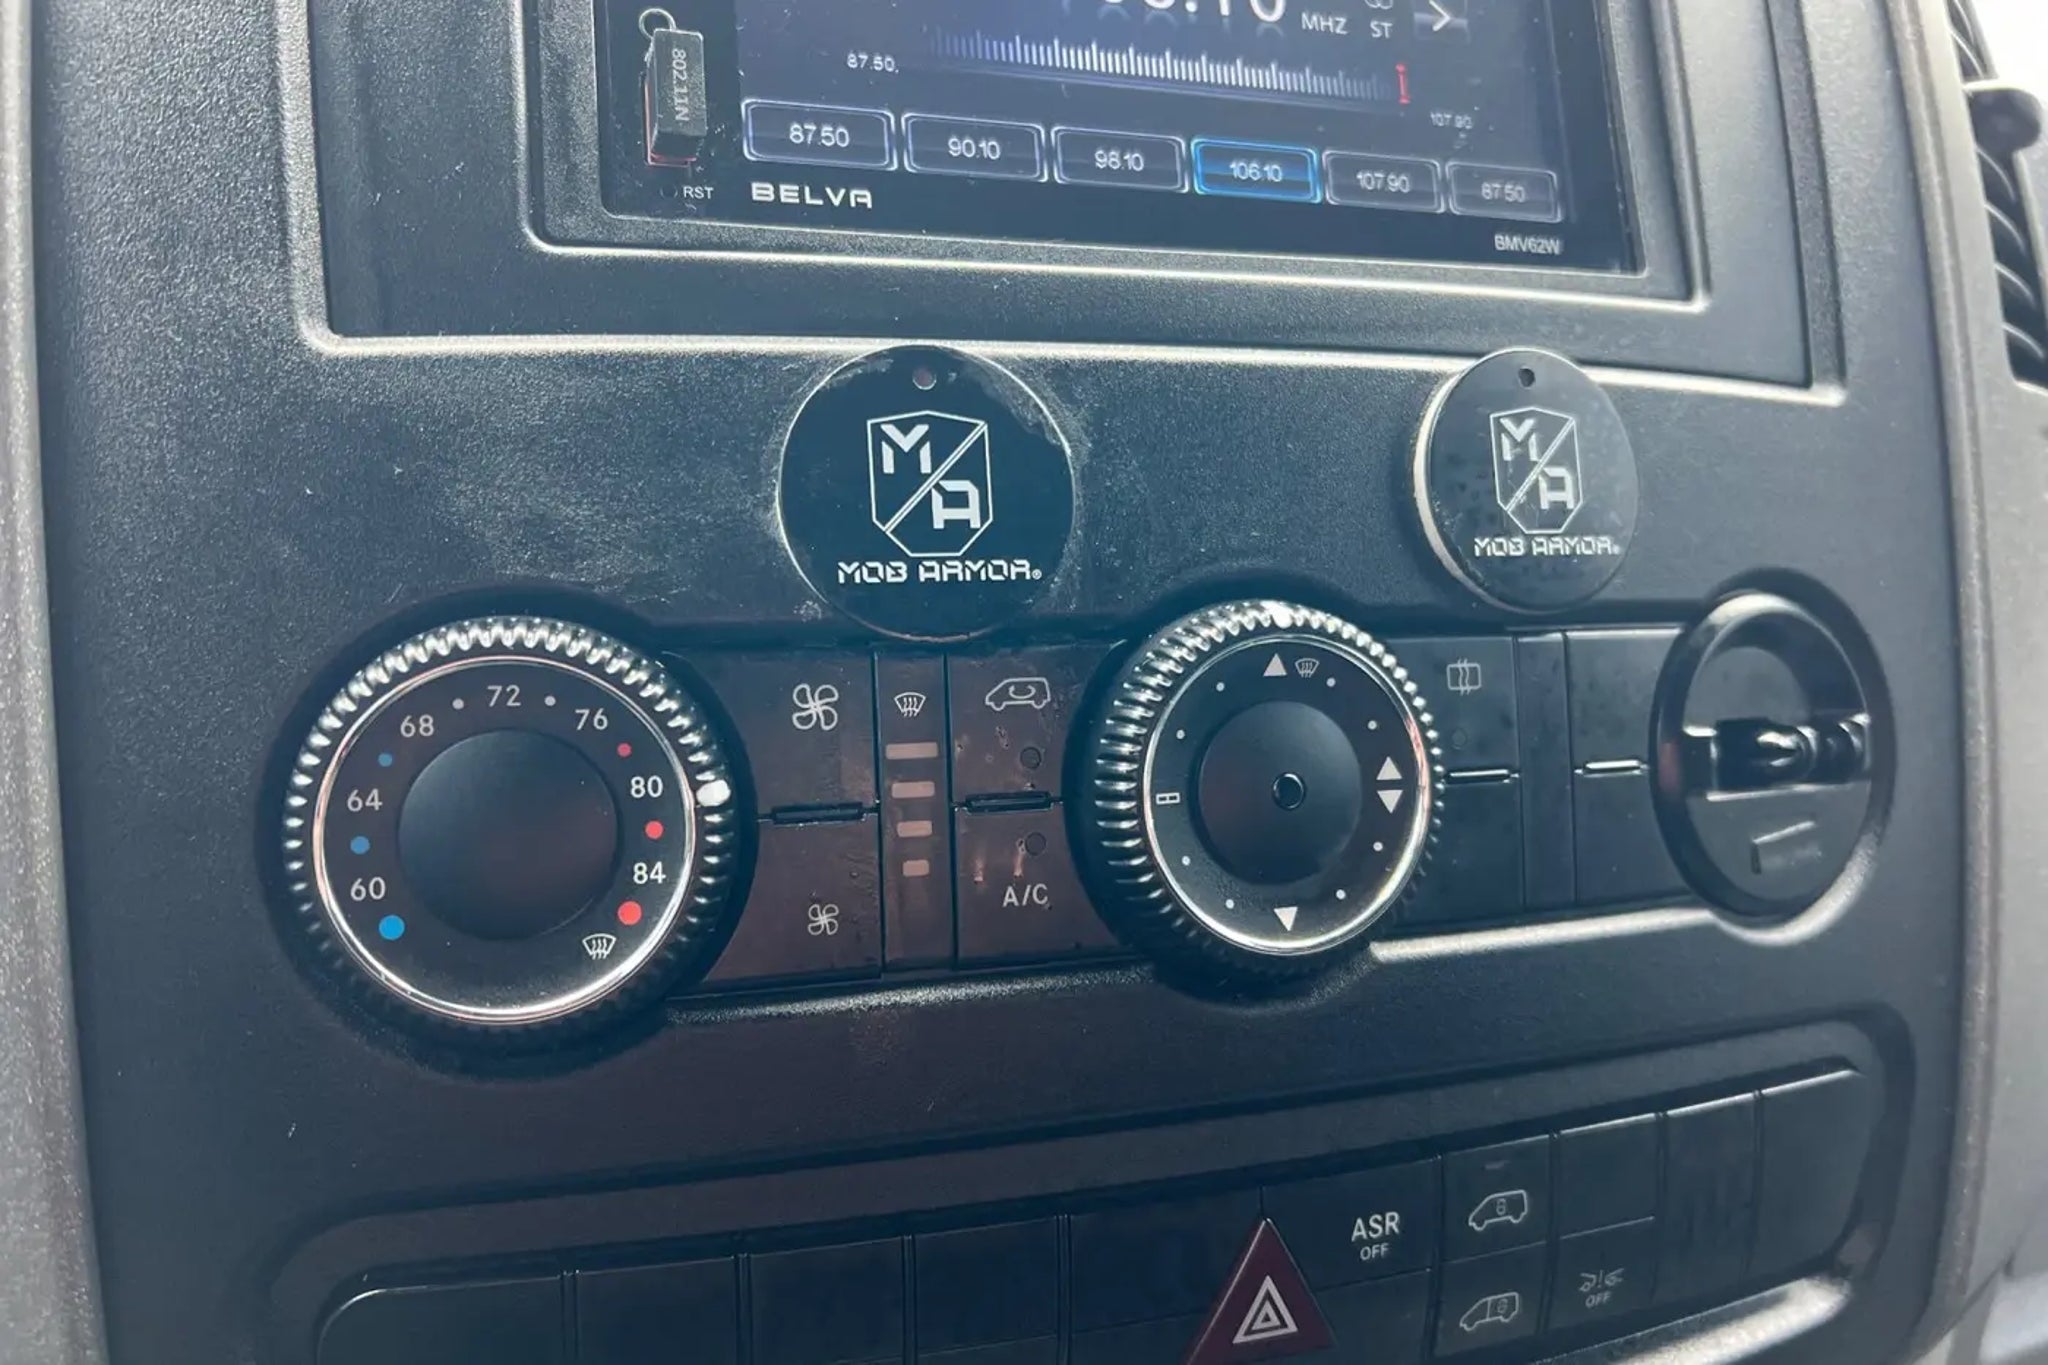 MHZ
ST
802.11N
87.50
107.90
87.50
90.10
98.10
106.10
107.90
87.50
RST
BELVA
BMV62W
MA
MOB ARMOR®
MA
MOB ARMOR®
60
64
68
72
76
80
84
A/C
ASR
OFF
OFF